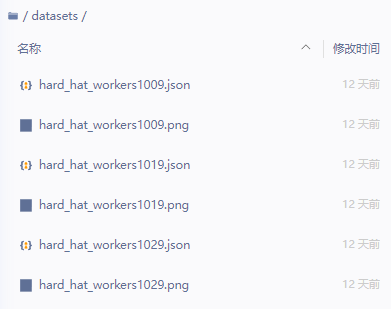 / datasets /
名称 修改时间
hard_hat_workers1009.json 12 天前
hard_hat_workers1009.png 12 天前
hard_hat_workers1019.json 12 天前
hard_hat_workers1019.png 12 天前
hard_hat_workers1029.json 12 天前
hard_hat_workers1029.png 12 天前